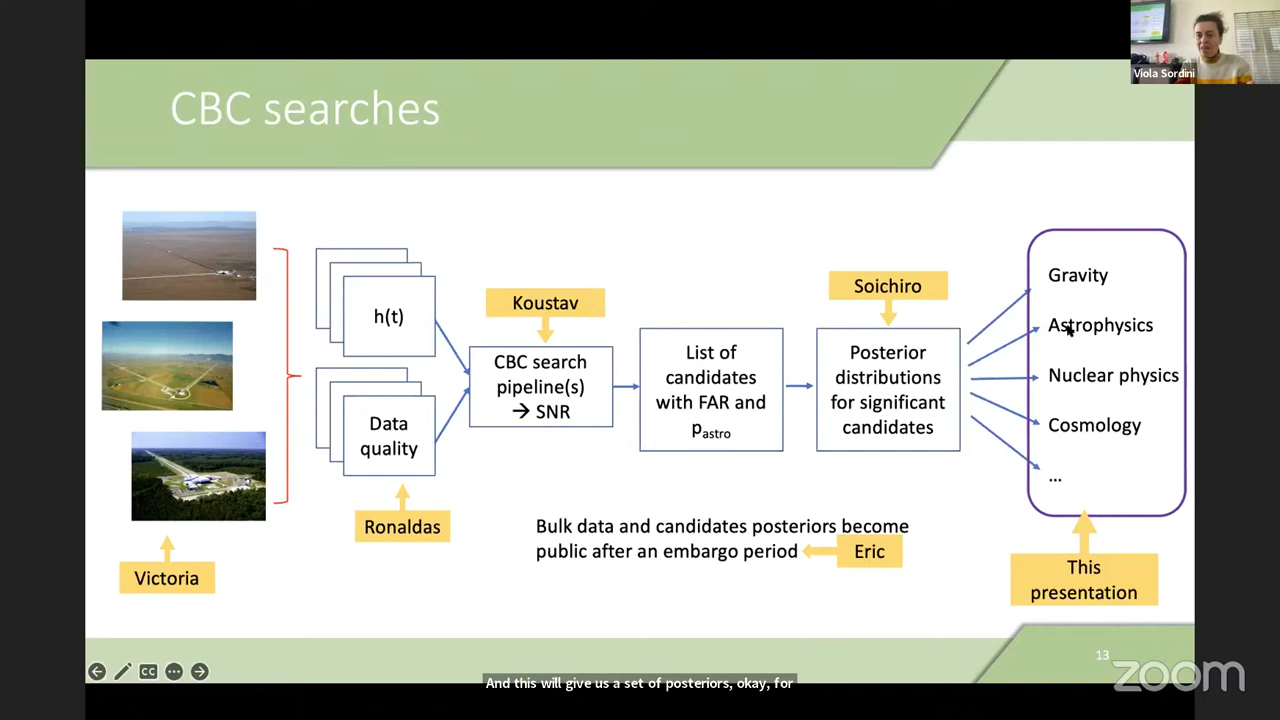 Viola Sordini
CBC searches
h(t)
Data
quality
Koustav
CBC search
pipeline(s)
→ SNR
List of
candidates
with FAR and
pastro
Soichiro
Posterior
distributions
for significant
candidates
Gravity
Astrophysics
Nuclear physics
Cosmology
...
Victoria
Ronaldas
Bulk data and candidates posteriors become
public after an embargo period
Eric
This
presentation
13
CC
zoom
And this will give us a set of posteriors, okay, for